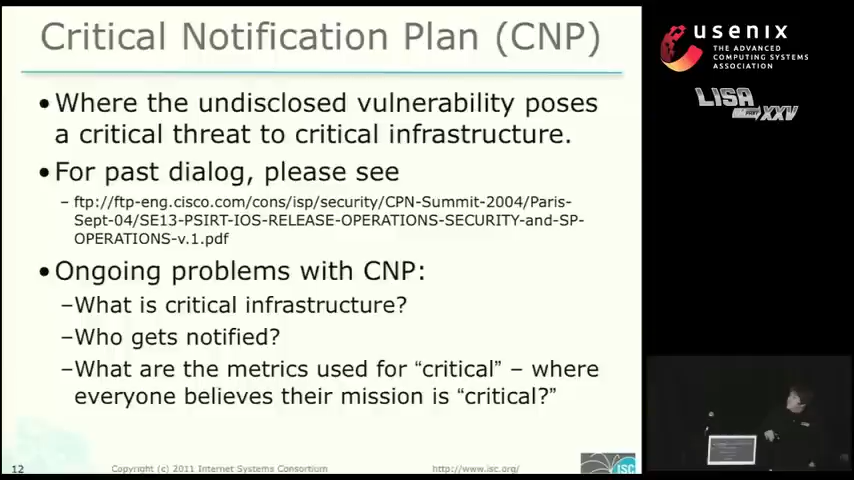 Critical Notification Plan (CNP)
•Where the undisclosed vulnerability poses
a critical threat to critical infrastructure.
•For past dialog, please see
– ftp://ftp-eng.cisco.com/cons/isp/security/CPN-Summit-2004/Paris-
Sept-04/SE13-PSIRT-IOS-RELEASE-OPERATIONS-SECURITY-and-SP-
OPERATIONS-v.1.pdf
•Ongoing problems with CNP:
–What is critical infrastructure?
–Who gets notified?
–What are the metrics used for “critical” – where
everyone believes their mission is “critical?”
12
Copyright (c) 2011 Internet Systems Consortium
http://www.isc.org/
ISC
usenix
THE ADVANCED
COMPUTING SYSTEMS
ASSOCIATION
LISA
XXV